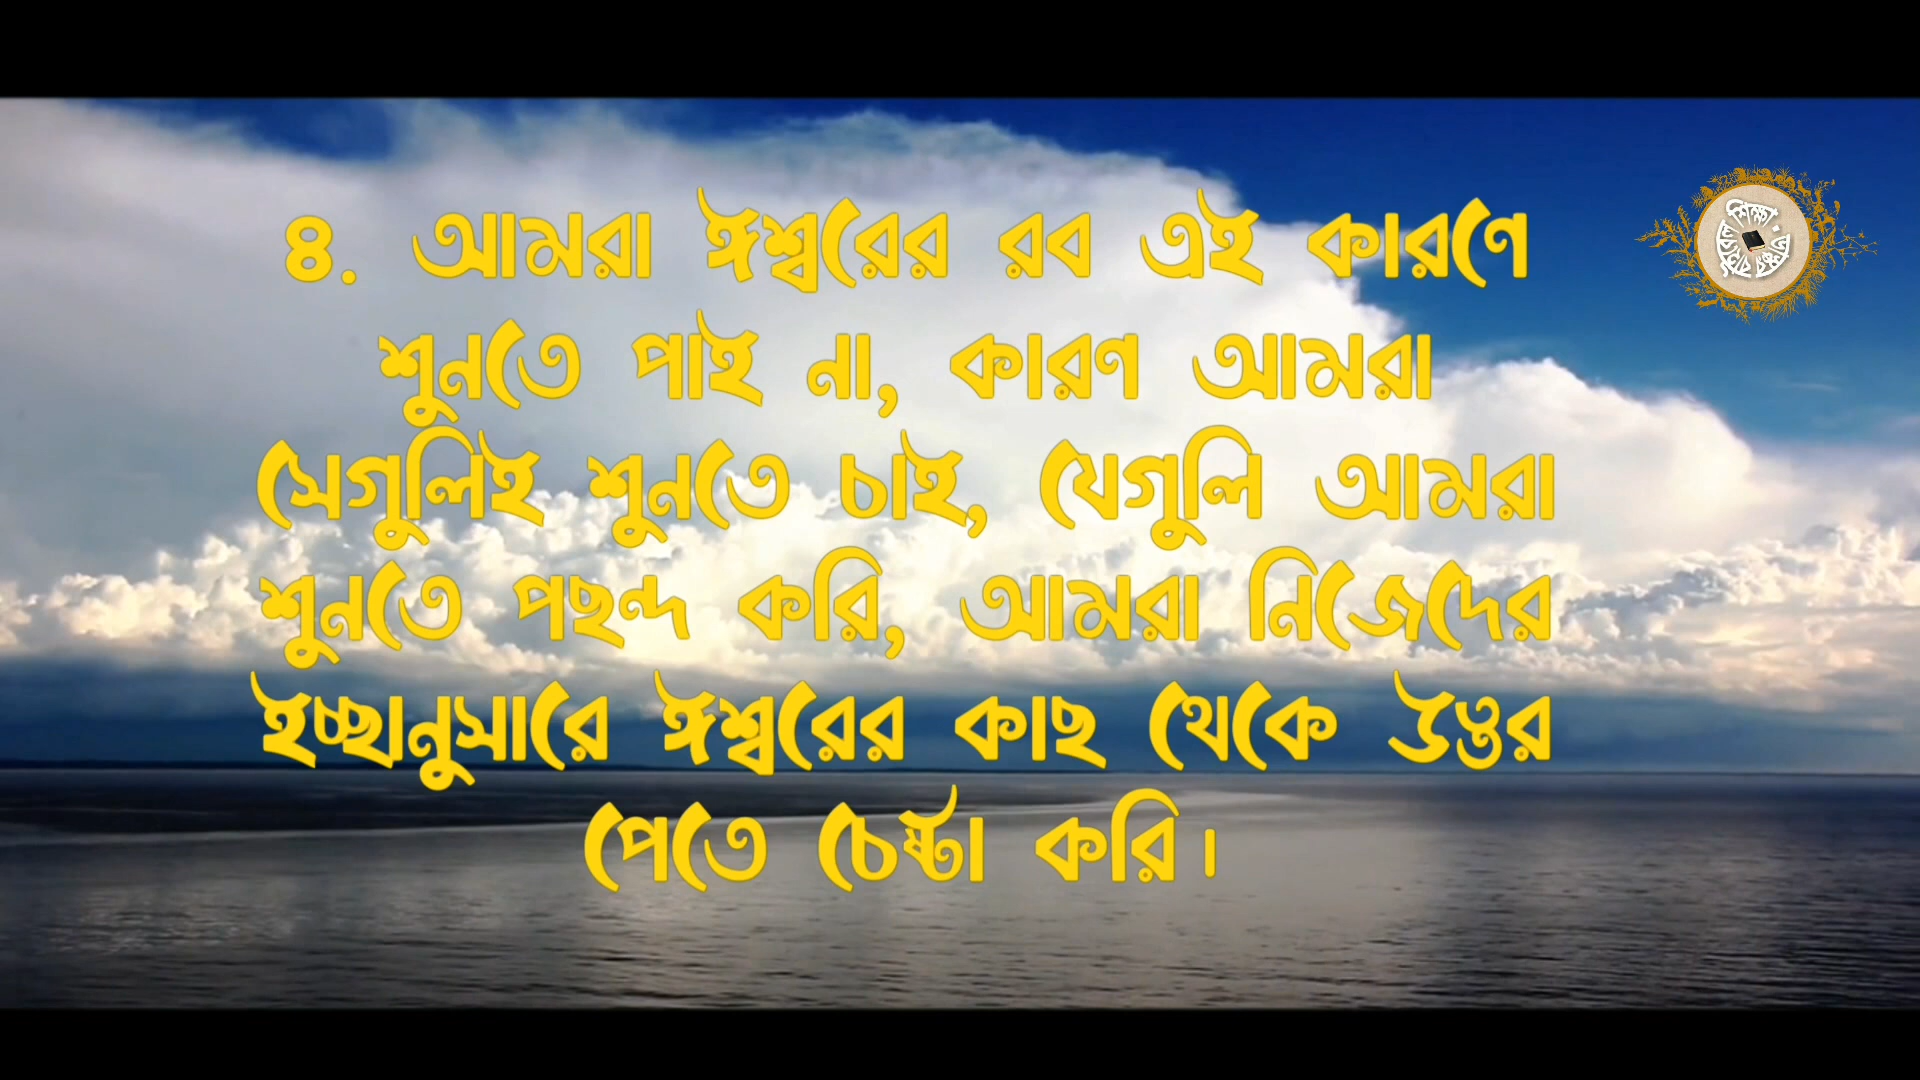 ৪. আমরা ঈশ্বরের রব এই কারণে
শুনতে পাই না, কারণ আমরা
সেগুলিই শুনতে চাই, যেগুলি আমরা
শুনতে পছন্দ করি, আমরা নিজেদের
ইচ্ছানুসারে ঈশ্বরের কাছ থেকে উত্তর
পেতে চেষ্টা করি।